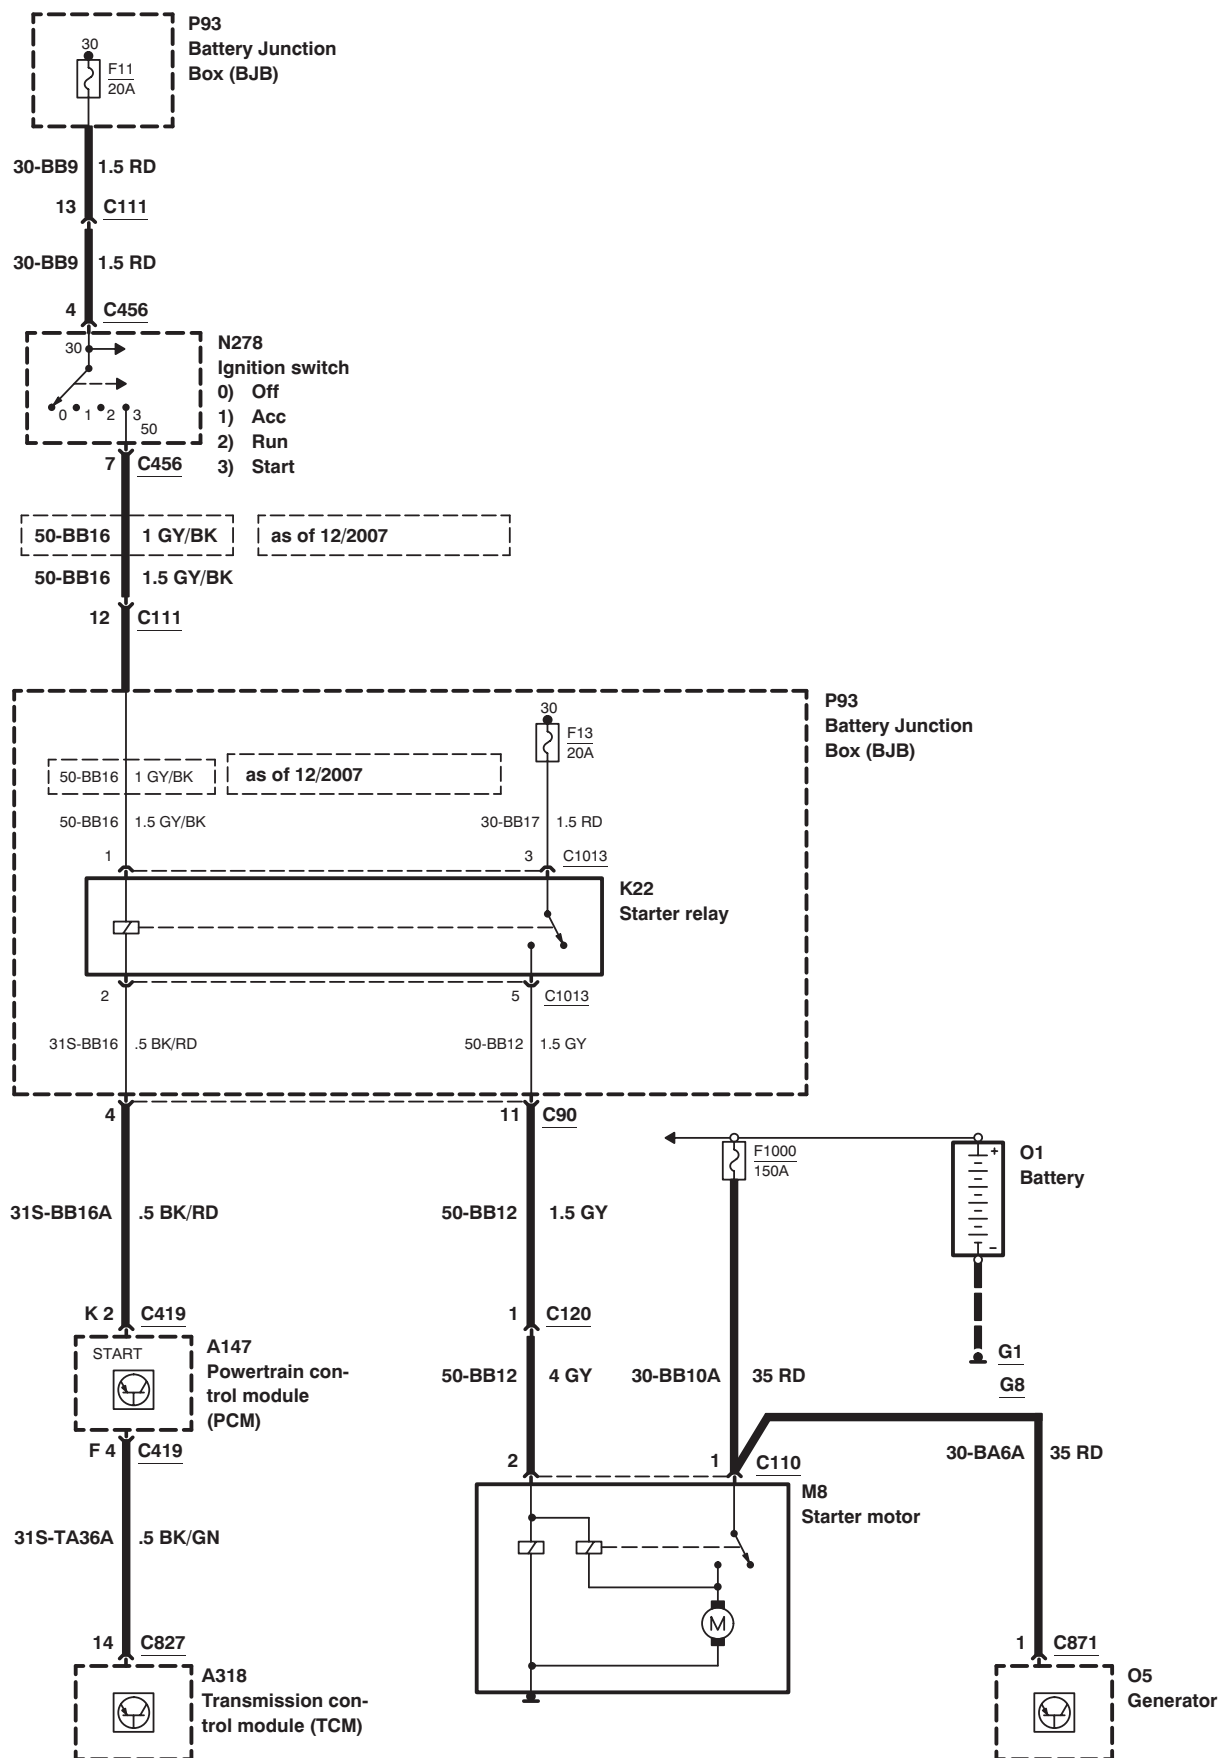 P93
Battery Junction
Box (BJB)
30
F11
20A
30-BB9 1.5 RD
13 C111
30-BB9 1.5 RD
4 C456
30
N278
Ignition switch
0) Off
1) Acc
2) Run
3) Start
0 1 2 3
50
7 C456
50-BB16 1 GY/BK as of 12/2007
50-BB16 1.5 GY/BK
12 C111
P93
Battery Junction
Box (BJB)
30
F13
20A
50-BB16 1 GY/BK as of 12/2007
50-BB16 1.5 GY/BK
30-BB17 1.5 RD
1 3 C1013
K22
Starter relay
2 5 C1013
31S-BB16 .5 BK/RD
50-BB12 1.5 GY
4 11 C90
F1000
150A
+
O1
Battery
–
31S-BB16A .5 BK/RD
50-BB12 1.5 GY
K 2 C419
1 C120
START
A147
Powertrain con-
trol module
(PCM)
G1
G8
50-BB12 4 GY
30-BB10A 35 RD
F 4 C419
2 1 C110
30-BA6A 35 RD
M8
Starter motor
31S-TA36A .5 BK/GN
M
14 C827
1 C871
A318
Transmission con-
trol module (TCM)
O5
Generator